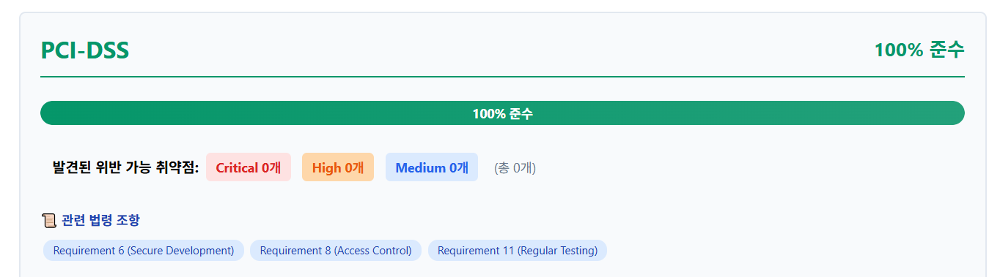 PCI-DSS 100% 준수
100% 준수
발견된 위반 가능 취약점: Critical 0개 High 0개 Medium 0개 (총 0개)
📜 관련 법령 조항
Requirement 6 (Secure Development) Requirement 8 (Access Control) Requirement 11 (Regular Testing)